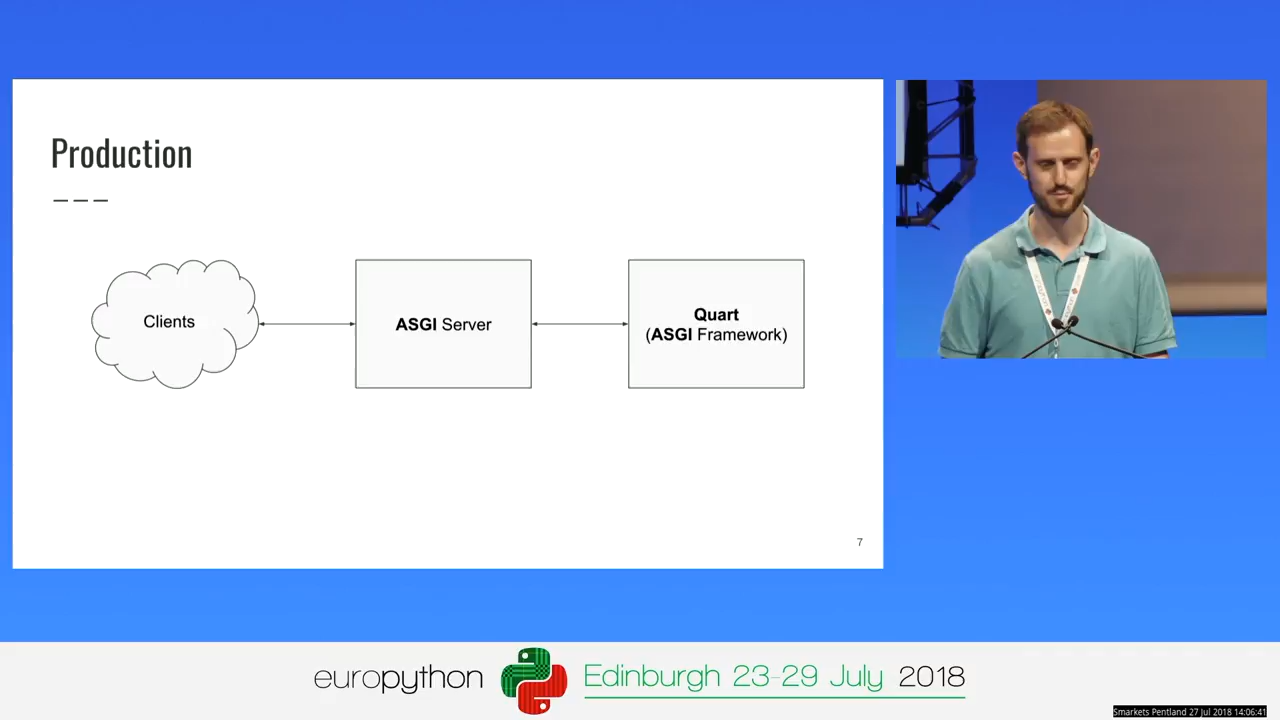 Production
Clients
ASGI Server
Quart
(ASGI Framework)
7
europython
Edinburgh 23-29 July 2018
Smarkets Pentland 27 Jul 2018 14:06:41